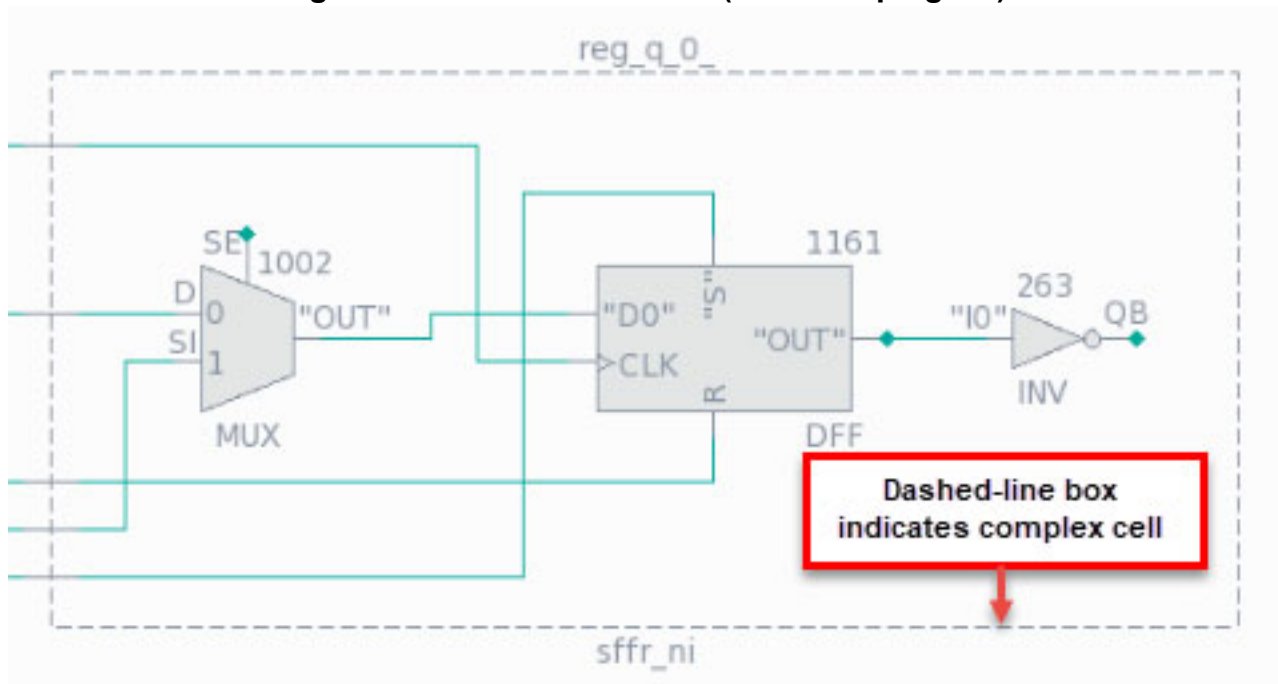 reg_q_0_
SE
1002
1161
D
0
"OUT"
"D0"
"S"
263
"I0"
QB
SI
1
"OUT"
CLK
R
MUX
DFF
INV
Dashed-line box
indicates complex cell
sffr_ni